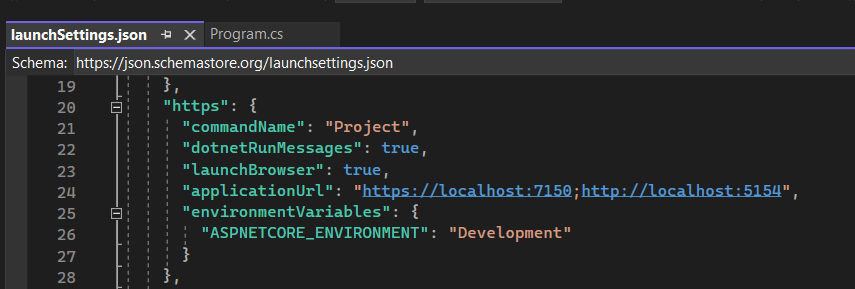 launchSettings.json
Program.cs
Schema: https://json.schemastore.org/launchsettings.json
19 },
20 "https": {
21 "commandName": "Project",
22 "dotnetRunMessages": true,
23 "launchBrowser": true,
24 "applicationUrl": "https://localhost:7150;http://localhost:5154",
25 "environmentVariables": {
26 "ASPNETCORE_ENVIRONMENT": "Development"
27 }
28 },